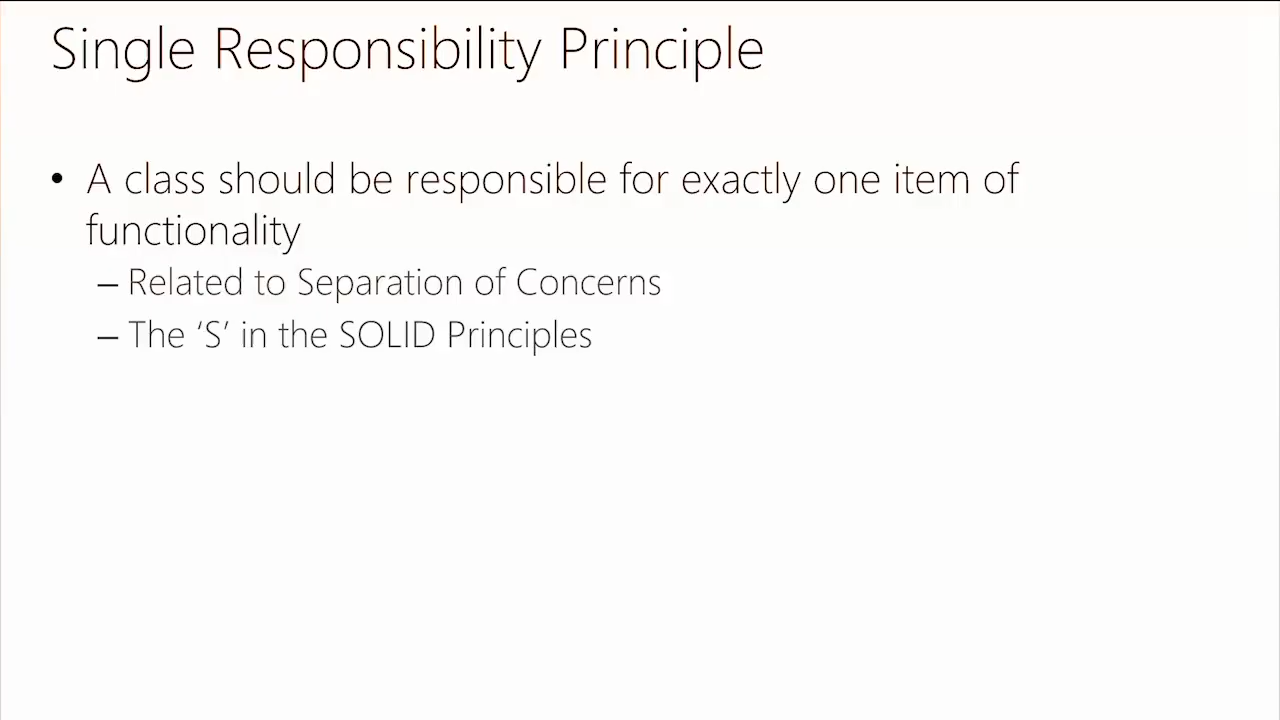 Single Responsibility Principle
• A class should be responsible for exactly one item of
functionality
– Related to Separation of Concerns
– The ‘S’ in the SOLID Principles